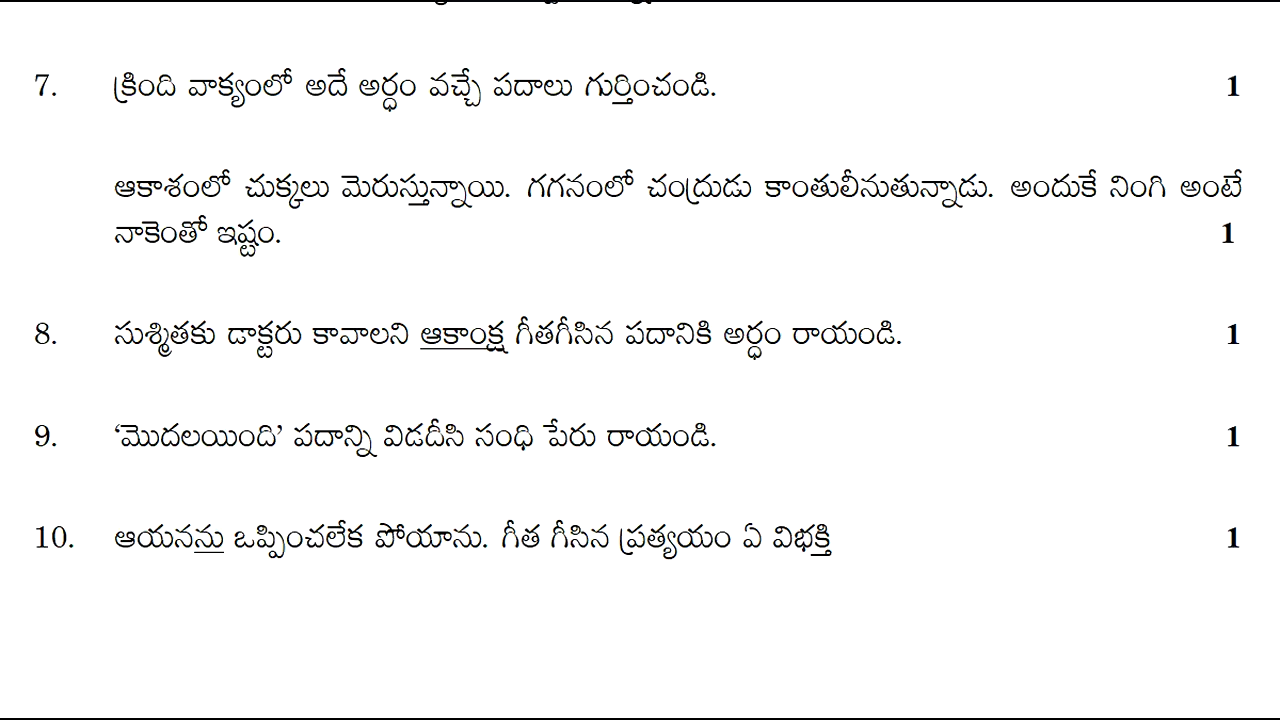 7. క్రింది వాక్యంలో అదే అర్ధం వచ్చే పదాలు గుర్తించండి. 1
ఆకాశంలో చుక్కలు మెరుస్తున్నాయి. గగనంలో చంద్రుడు కాంతులీనుతున్నాడు. అందుకే నింగి అంటే
నాకెంతో ఇష్టం. 1
8. సుశ్మితకు డాక్టరు కావాలని ఆకాంక్ష గీతగీసిన పదానికి అర్ధం రాయండి. 1
9. ‘మొదలయింది’ పదాన్ని విడదీసి సంధి పేరు రాయండి. 1
10. ఆయనను ఒప్పించలేక పోయాను. గీత గీసిన ప్రత్యయం ఏ విభక్తి 1